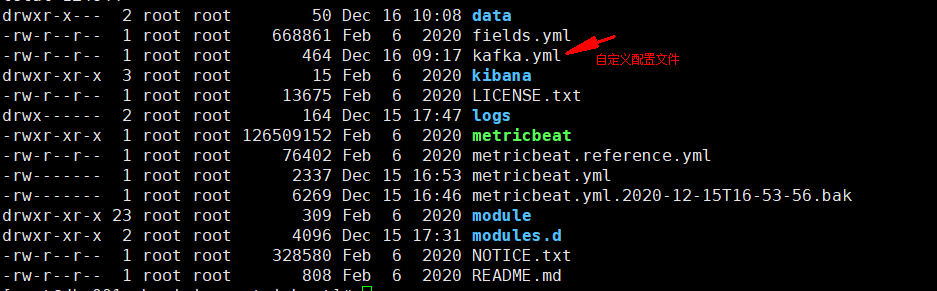 drwxr-x--- 2 root root 50 Dec 16 10:08 data
-rw-r--r-- 1 root root 668861 Feb 6 2020 fields.yml
-rw-r--r-- 1 root root 464 Dec 16 09:17 kafka.yml 自定义配置文件
drwxr-xr-x 3 root root 15 Feb 6 2020 kibana
-rw-r--r-- 1 root root 13675 Feb 6 2020 LICENSE.txt
drwx------ 2 root root 164 Dec 15 17:47 logs
-rwxr-xr-x 1 root root 126509152 Feb 6 2020 metricbeat
-rw-r--r-- 1 root root 76402 Feb 6 2020 metricbeat.reference.yml
-rw------- 1 root root 2337 Dec 15 16:53 metricbeat.yml
-rw------- 1 root root 6269 Dec 15 16:46 metricbeat.yml.2020-12-15T16-53-56.bak
drwxr-xr-x 23 root root 309 Feb 6 2020 module
drwxr-xr-x 2 root root 4096 Dec 15 17:31 modules.d
-rw-r--r-- 1 root root 328580 Feb 6 2020 NOTICE.txt
-rw-r--r-- 1 root root 808 Feb 6 2020 README.md